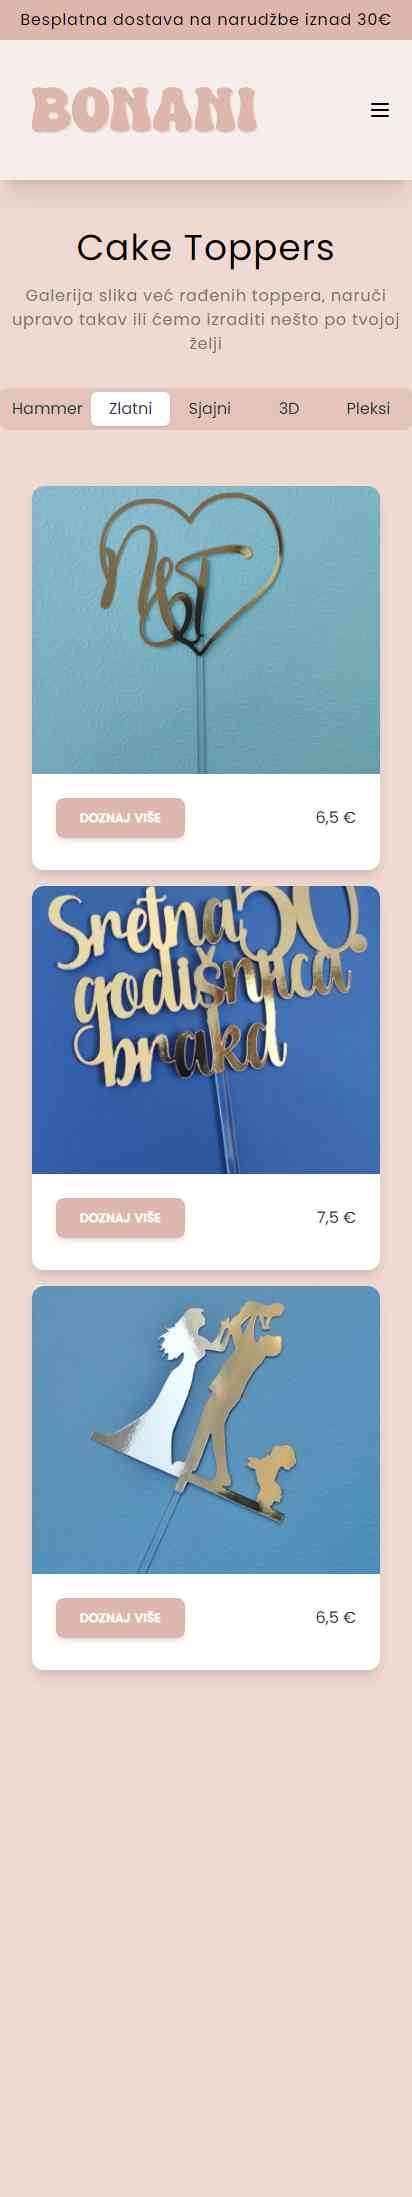 Besplatna dostava na narudžbe iznad 30€
BONANI
Cake Toppers
Galerija slika već rađenih toppera, naruči
upravo takav ili ćemo izraditi nešto po tvojoj
želji
Hammer Zlatni Sjajni 3D Pleksi
N&T
DOZNAJ VIŠE 6,5 €
Sretna 50.
godišnjica
braka
DOZNAJ VIŠE 7,5 €
DOZNAJ VIŠE 6,5 €